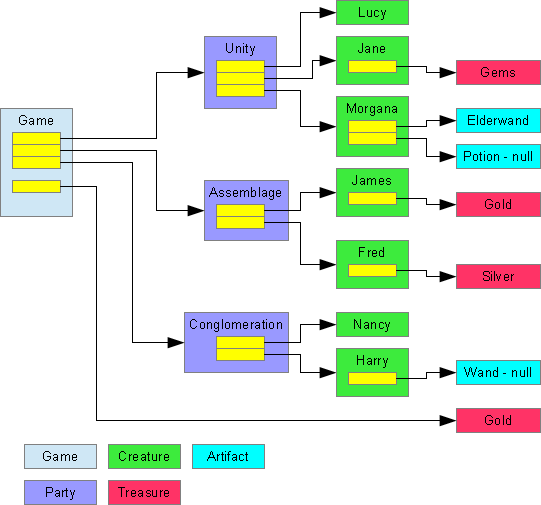 Lucy
Unity
Jane
Gems
Game
Morgana
Elderwand
Potion - null
James
Assemblage
Gold
Fred
Silver
Conglomeration
Nancy
Harry
Wand - null
Gold
Game
Creature
Artifact
Party
Treasure